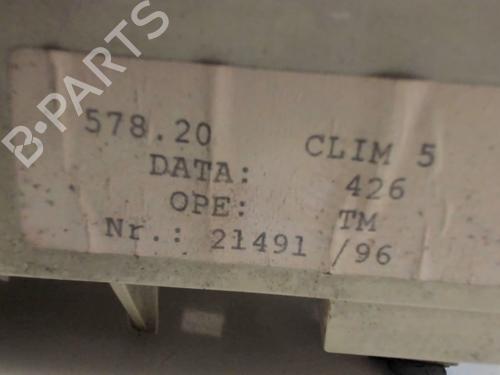 578.20 CLIM 5
DATA: 426
OPE: TM
Nr.: 21491 /96
B-PARTS